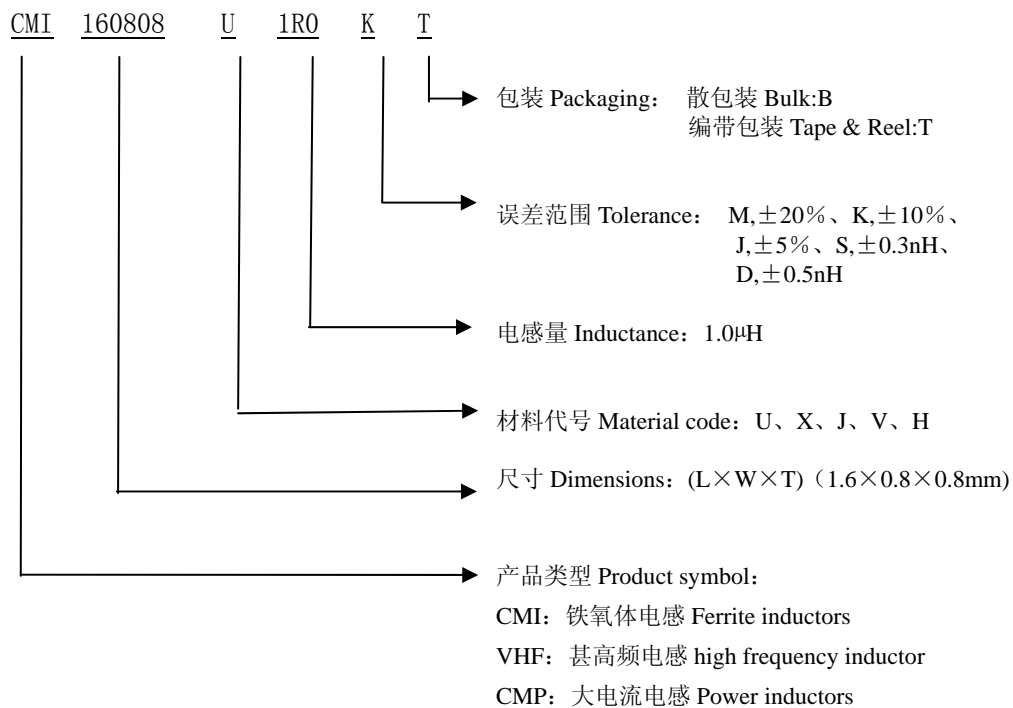 CMI 160808 U 1R0 K T
包装 Packaging： 散包装 Bulk:B
编带包装 Tape & Reel:T
误差范围 Tolerance： M,±20％、K,±10％、
J,±5％、S,±0.3nH、
D,±0.5nH
电感量 Inductance：1.0μH
材料代号 Material code：U、X、J、V、H
尺寸 Dimensions：(L×W×T)（1.6×0.8×0.8mm)
产品类型 Product symbol：
CMI：铁氧体电感 Ferrite inductors
VHF：甚高频电感 high frequency inductor
CMP：大电流电感 Power inductors